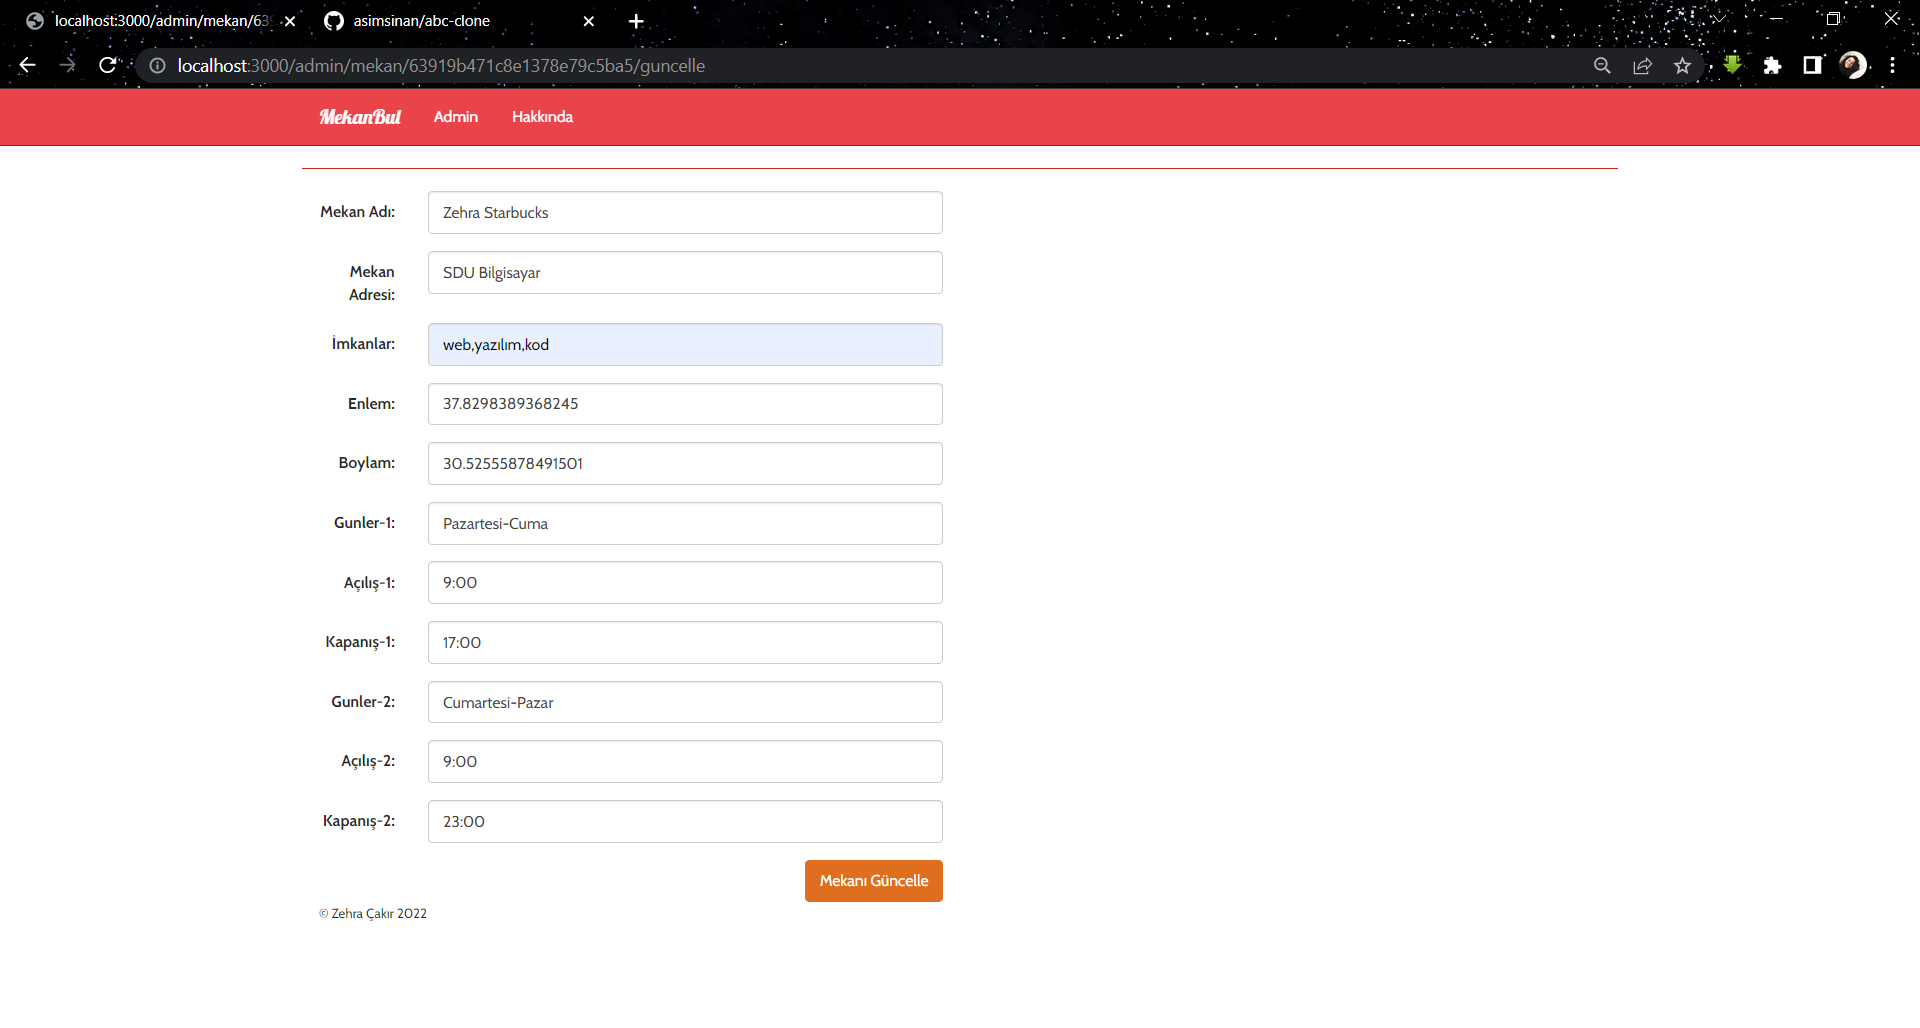 localhost:3000/admin/mekan/639
asimsinan/abc-clone
localhost:3000/admin/mekan/63919b471c8e1378e79c5ba5/guncelle
MekanBul Admin Hakkında
Mekan Adı: Zehra Starbucks
Mekan Adresi: SDU Bilgisayar
İmkanlar: web,yazılım,kod
Enlem: 37.8298389368245
Boylam: 30.52555878491501
Gunler-1: Pazartesi-Cuma
Açılış-1: 9:00
Kapanış-1: 17:00
Gunler-2: Cumartesi-Pazar
Açılış-2: 9:00
Kapanış-2: 23:00
Mekanı Güncelle
© Zehra Çakır 2022